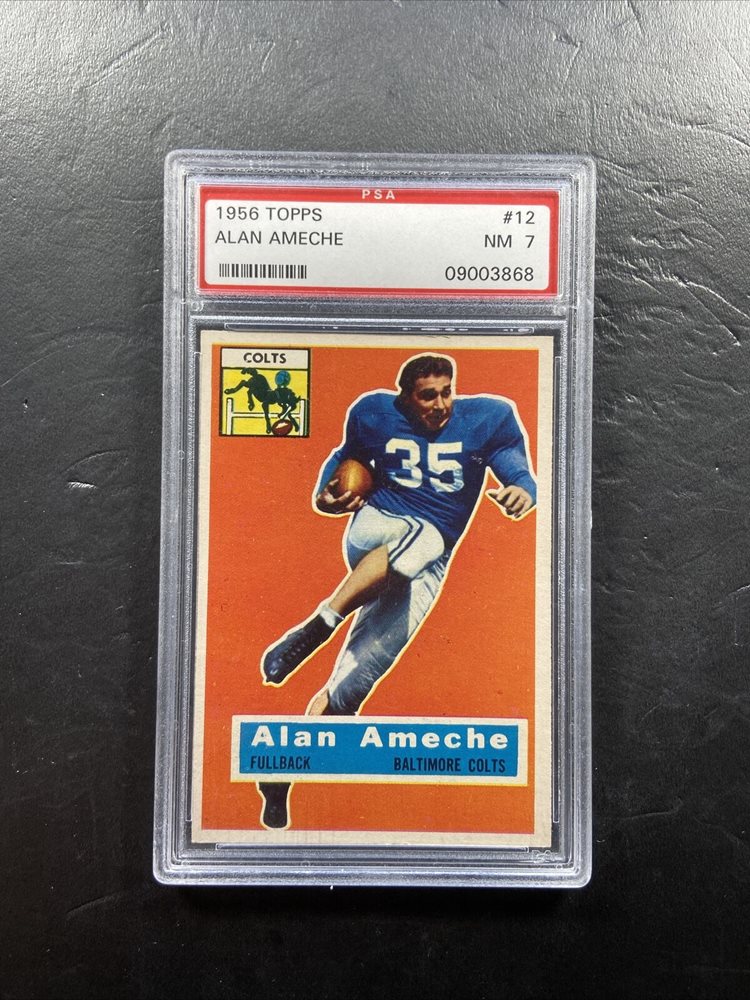 PSA
1956 TOPPS #12
ALAN AMECHE NM 7
09003868
COLTS
35
Alan Ameche
FULLBACK BALTIMORE COLTS